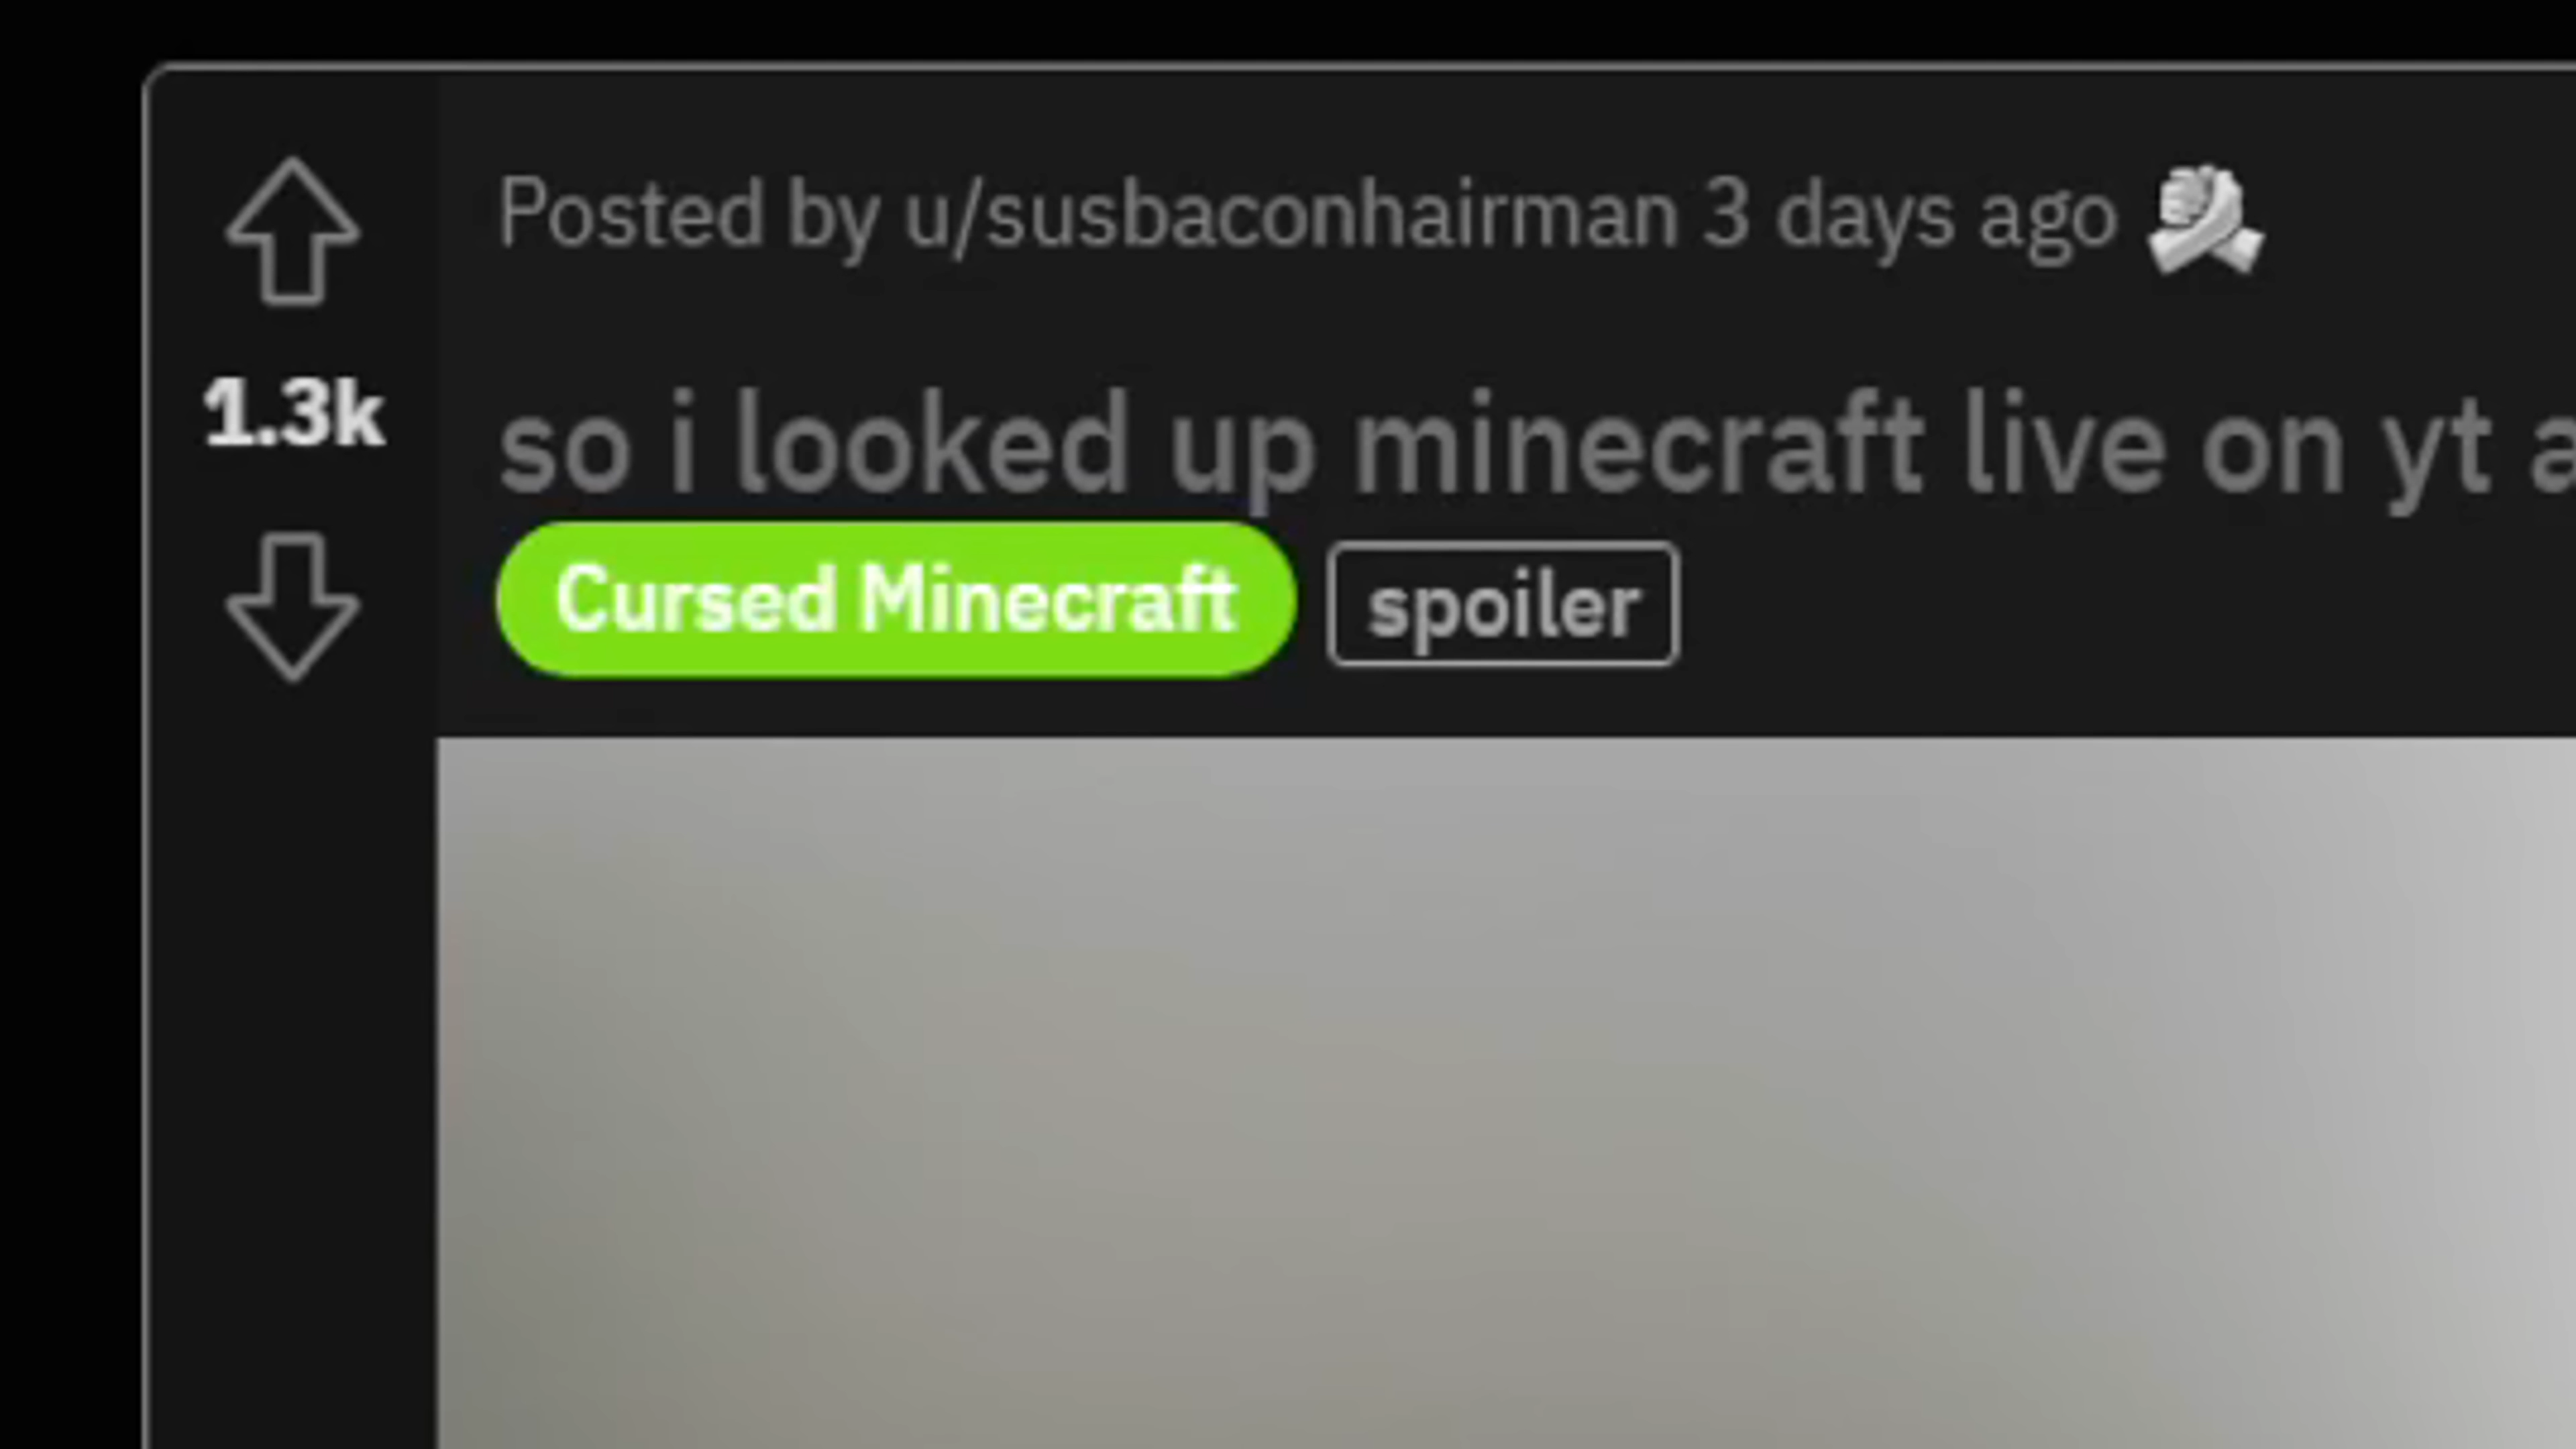 Posted by u/susbaconhairman 3 days ago
1.3k
so i looked up minecraft live on yt a
Cursed Minecraft
spoiler